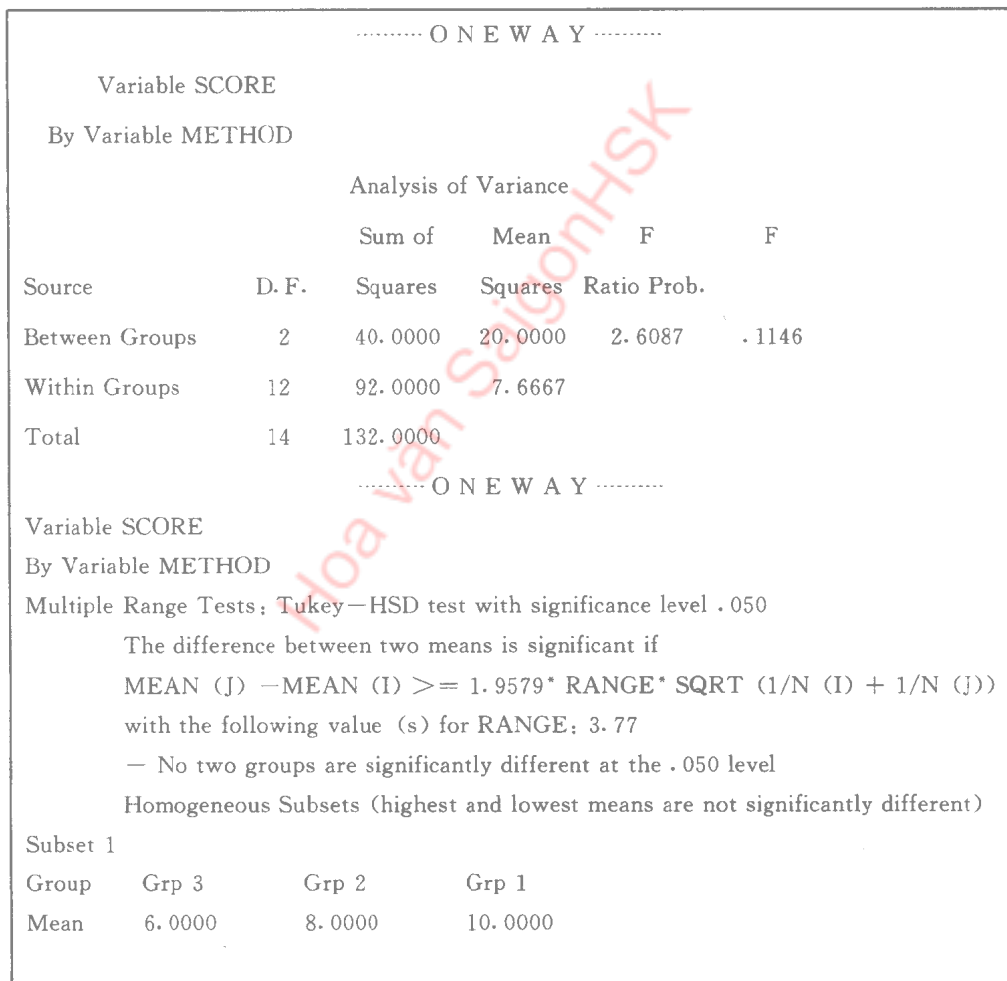 ·········· O N E W A Y ··········
Variable SCORE
By Variable METHOD
Analysis of Variance
Sum of Mean F F
Source D. F. Squares Squares Ratio Prob.
Between Groups 2 40. 0000 20. 0000 2. 6087 . 1146
Within Groups 12 92. 0000 7. 6667
Total 14 132. 0000
·········· O N E W A Y ··········
Variable SCORE
By Variable METHOD
Multiple Range Tests: Tukey—HSD test with significance level . 050
The difference between two means is significant if
MEAN (J) —MEAN (I) >= 1. 9579* RANGE* SQRT (1/N (I) + 1/N (J))
with the following value (s) for RANGE: 3. 77
— No two groups are significantly different at the . 050 level
Homogeneous Subsets (highest and lowest means are not significantly different)
Subset 1
Group Grp 3 Grp 2 Grp 1
Mean 6. 0000 8. 0000 10. 0000
Hoa văn SaigonHSK